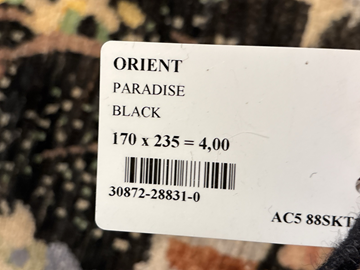 ORIENT
PARADISE
BLACK
170 x 235 = 4,00
30872-28831-0
AC5 88SKT